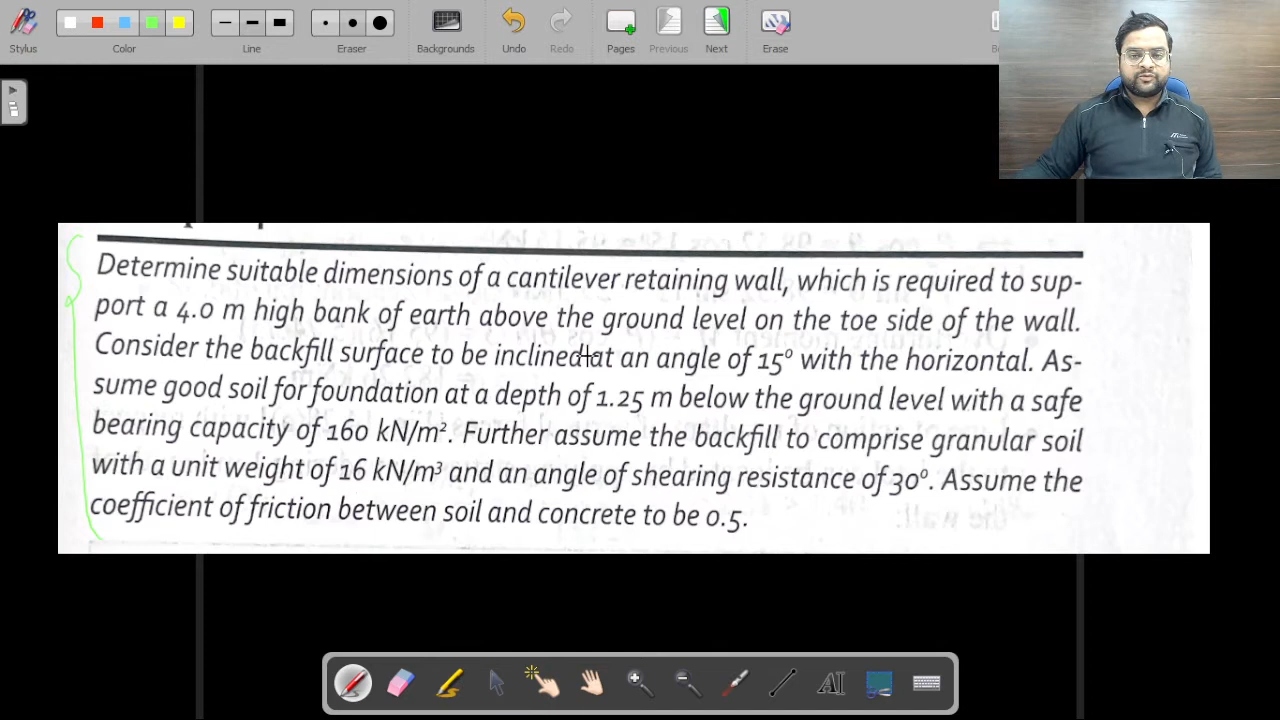 Stylus Color Line Eraser Backgrounds Undo Redo Pages Previous Next Erase
Determine suitable dimensions of a cantilever retaining wall, which is required to sup-
port a 4.0 m high bank of earth above the ground level on the toe side of the wall.
Consider the backfill surface to be inclined at an angle of 15⁰ with the horizontal. As-
sume good soil for foundation at a depth of 1.25 m below the ground level with a safe
bearing capacity of 160 kN/m². Further assume the backfill to comprise granular soil
with a unit weight of 16 kN/m³ and an angle of shearing resistance of 30⁰. Assume the
coefficient of friction between soil and concrete to be 0.5.
AI